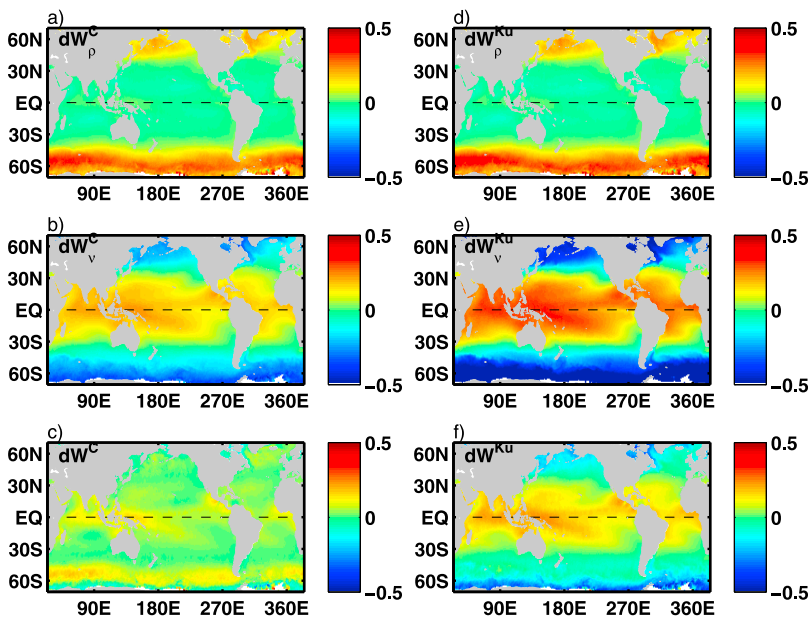 a)
dW^C_ρ
60N
30N
EQ
30S
60S
90E 180E 270E 360E
0.5
0
−0.5
d)
dW^Ku_ρ
60N
30N
EQ
30S
60S
90E 180E 270E 360E
0.5
0
−0.5
b)
dW^C_ν
60N
30N
EQ
30S
60S
90E 180E 270E 360E
0.5
0
−0.5
e)
dW^Ku_ν
60N
30N
EQ
30S
60S
90E 180E 270E 360E
0.5
0
−0.5
c)
dW^C
60N
30N
EQ
30S
60S
90E 180E 270E 360E
0.5
0
−0.5
f)
dW^Ku
60N
30N
EQ
30S
60S
90E 180E 270E 360E
0.5
0
−0.5